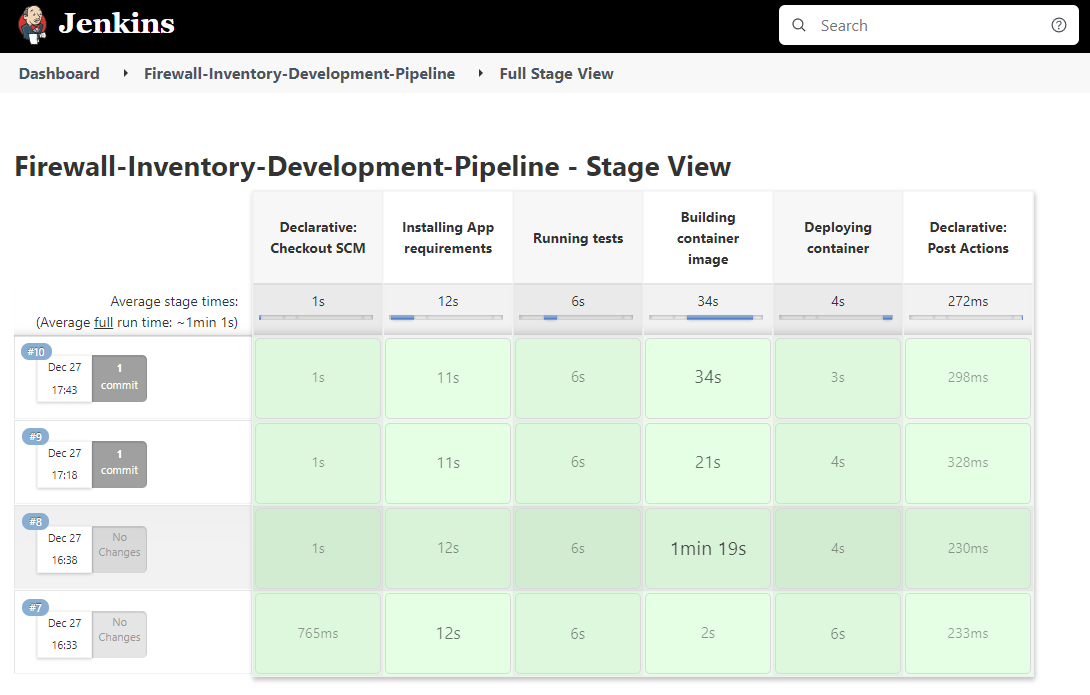 Jenkins
Search
Dashboard Firewall-Inventory-Development-Pipeline Full Stage View
Firewall-Inventory-Development-Pipeline - Stage View
Declarative: Checkout SCM
Installing App requirements
Running tests
Building container image
Deploying container
Declarative: Post Actions
Average stage times:
(Average full run time: ~1min 1s)
1s 12s 6s 34s 4s 272ms
#10
Dec 27
17:43
1
commit
1s 11s 6s 34s 3s 298ms
#9
Dec 27
17:18
1
commit
1s 11s 6s 21s 4s 328ms
#8
Dec 27
16:38
No
Changes
1s 12s 6s 1min 19s 4s 230ms
#7
Dec 27
16:33
No
Changes
765ms 12s 6s 2s 6s 233ms